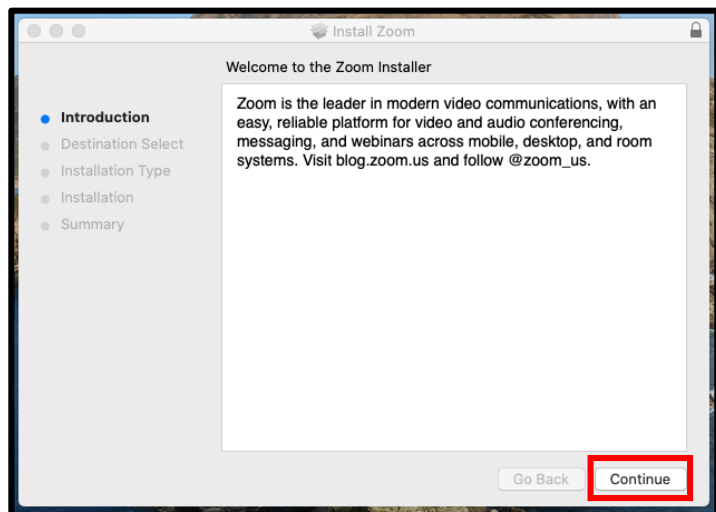 Install Zoom
Welcome to the Zoom Installer
Introduction
Destination Select
Installation Type
Installation
Summary
Zoom is the leader in modern video communications, with an
easy, reliable platform for video and audio conferencing,
messaging, and webinars across mobile, desktop, and room
systems. Visit blog.zoom.us and follow @zoom_us.
Go Back
Continue